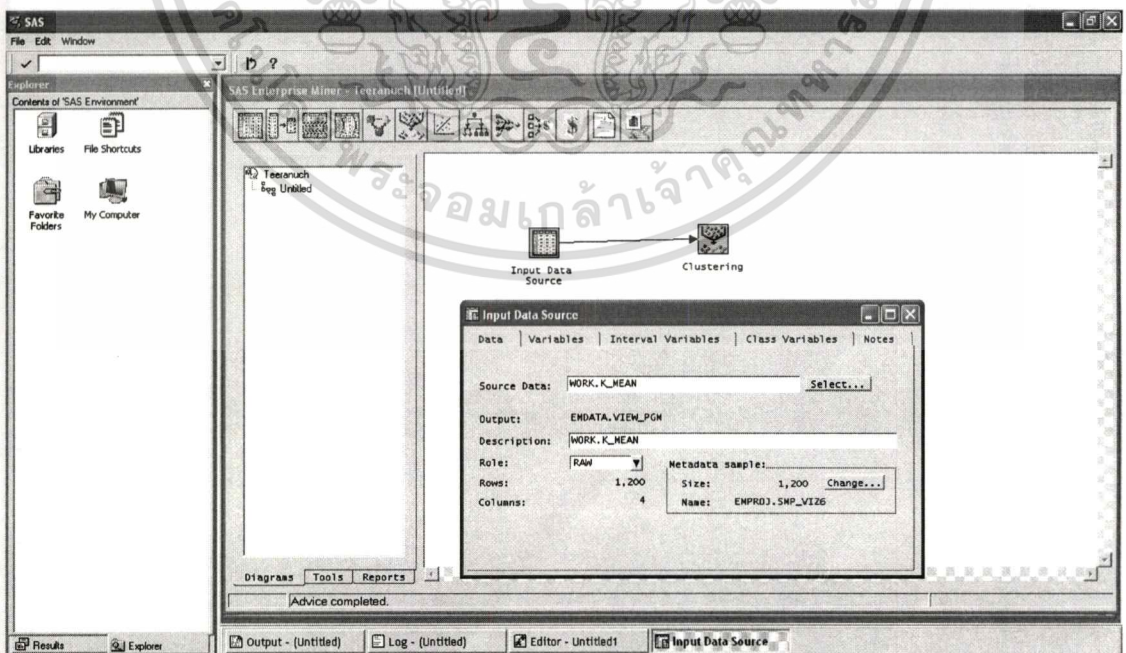 SAS
File Edit Window
Explorer
Contents of 'SAS Environment'
Libraries
File Shortcuts
Favorite Folders
My Computer
Results
Explorer
SAS Enterprise Miner - Teeranuch [Untitled]
Teeranuch
Untitled
Diagrams Tools Reports
Input Data Source
Clustering
Input Data Source
Data Variables Interval Variables Class Variables Notes
Source Data: WORK.K_MEAN Select...
Output: EMDATA.VIEW_PGM
Description: WORK.K_MEAN
Role: RAW
Metadata sample:
Rows: 1,200
Size: 1,200 Change...
Columns: 4
Name: EMPROJ.SMP_VIZ6
Advice completed.
Output - (Untitled)
Log - (Untitled)
Editor - Untitled1
Input Data Source
พระจอมเกล้าเจ้าคุณทหาร